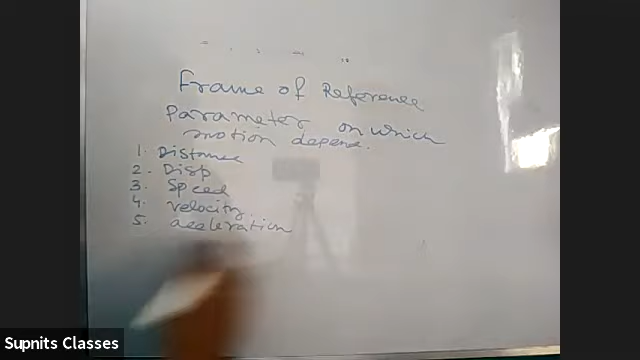 Frame of Reference
Parameter on which
motion depend.
1. Distance
2. Disp
3. Speed
4. velocity.
5. aceleration
Supnits Classes